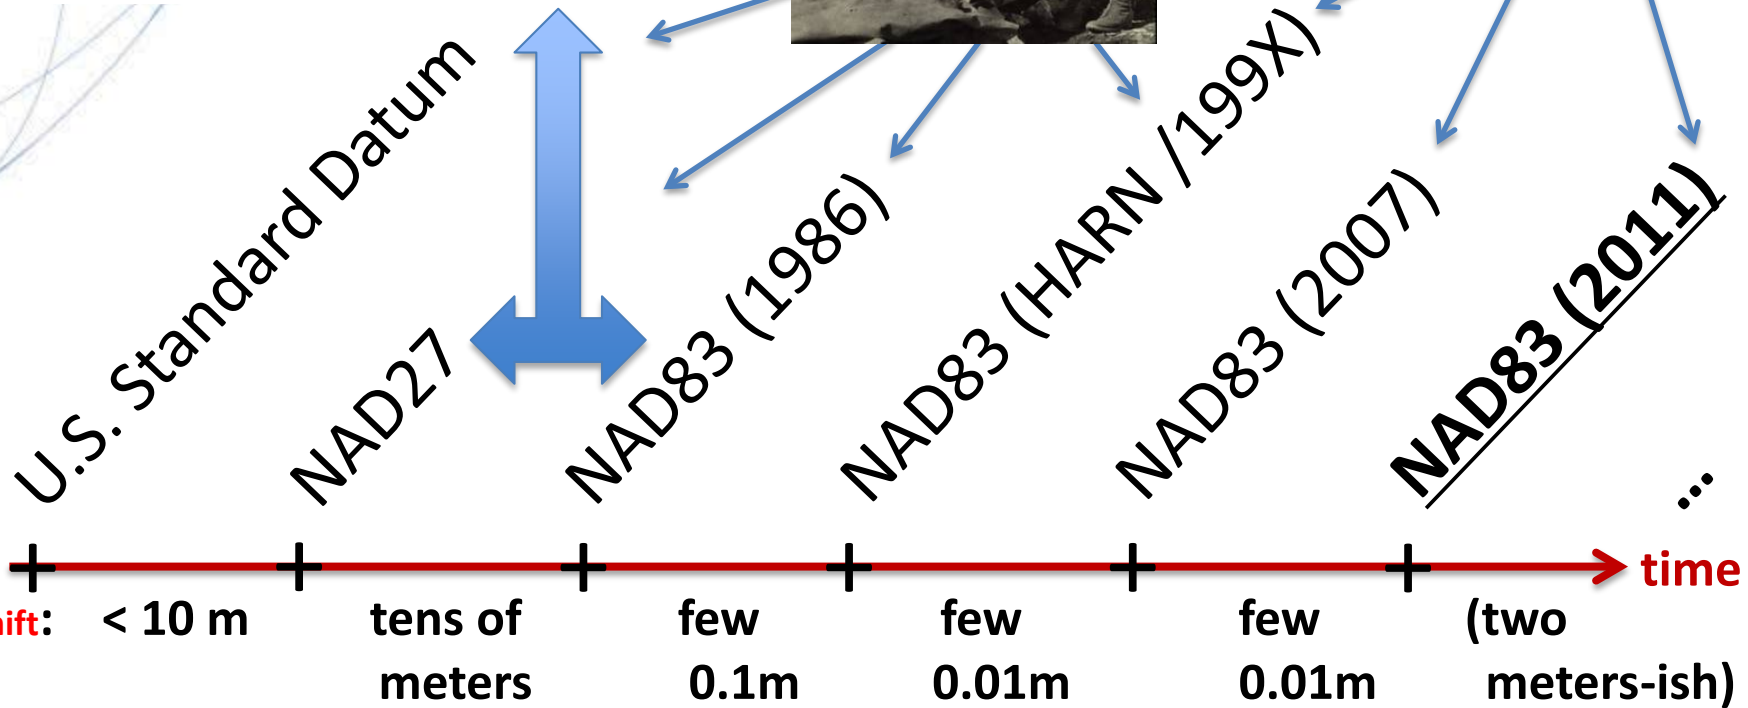 U.S. Standard Datum
NAD27
NAD83 (1986)
NAD83 (HARN /199X)
NAD83 (2007)
NAD83 (2011)
...
time
: < 10 m
tens of
meters
few
0.1m
few
0.01m
few
0.01m
(two
meters-ish)